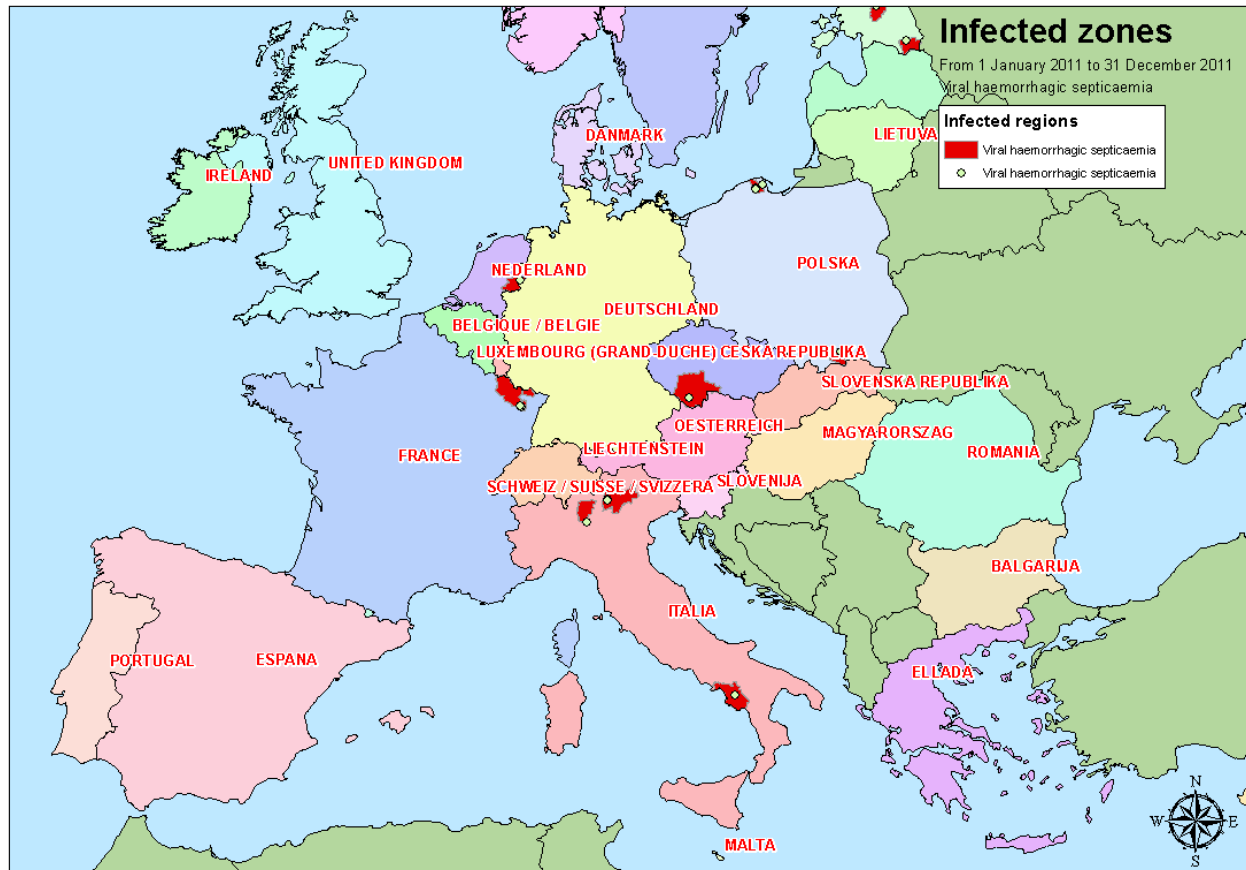 Infected zones
From 1 January 2011 to 31 December 2011
Viral haemorrhagic septicaemia
Infected regions
Viral haemorrhagic septicaemia
Viral haemorrhagic septicaemia
DANMARK
LIETUVA
UNITED KINGDOM
IRELAND
POLSKA
NEDERLAND
DEUTSCHLAND
BELGIQUE / BELGIE
LUXEMBOURG (GRAND-DUCHE)
CESKA REPUBLIKA
SLOVENSKA REPUBLIKA
OESTERREICH
MAGYARORSZAG
ROMANIA
FRANCE
LIECHTENSTEIN
SCHWEIZ / SUISSE / SVIZZERA
SLOVENIJA
BALGARIJA
ITALIA
PORTUGAL
ESPANA
ELLADA
MALTA
N
W
E
S